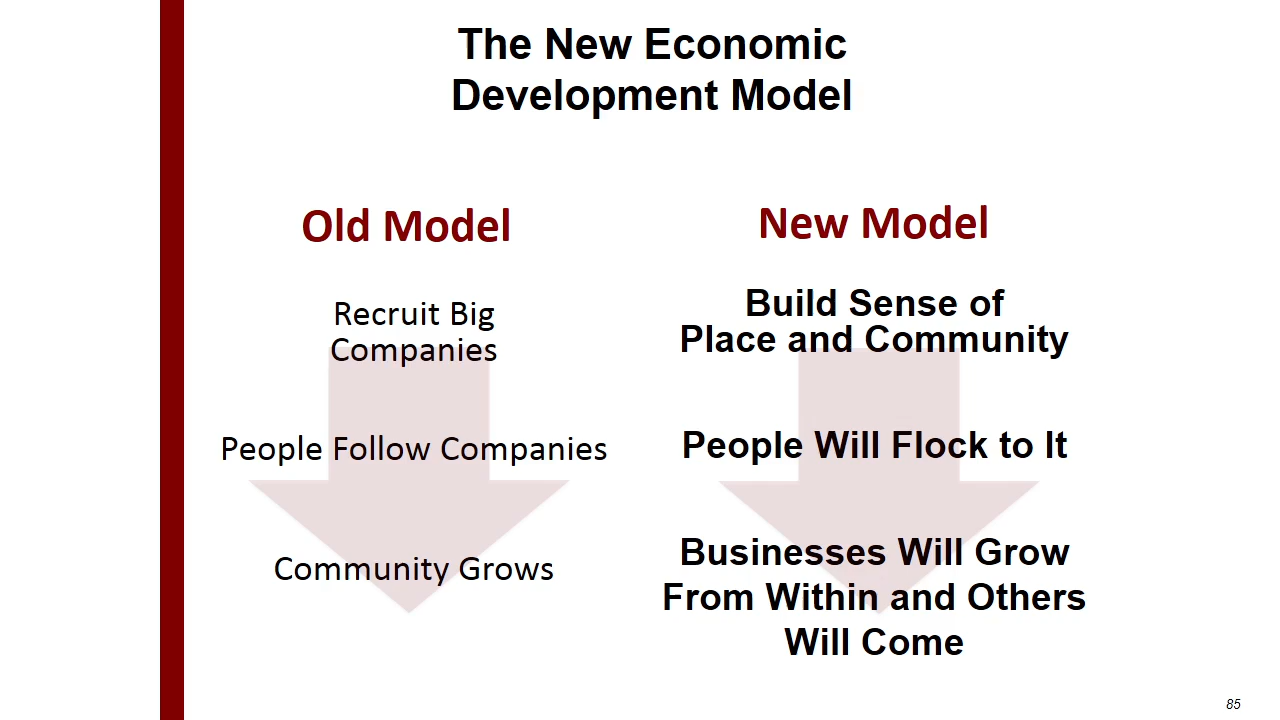 The New Economic
Development Model
Old Model
Recruit Big
Companies
People Follow Companies
Community Grows
New Model
Build Sense of
Place and Community
People Will Flock to It
Businesses Will Grow
From Within and Others
Will Come
85